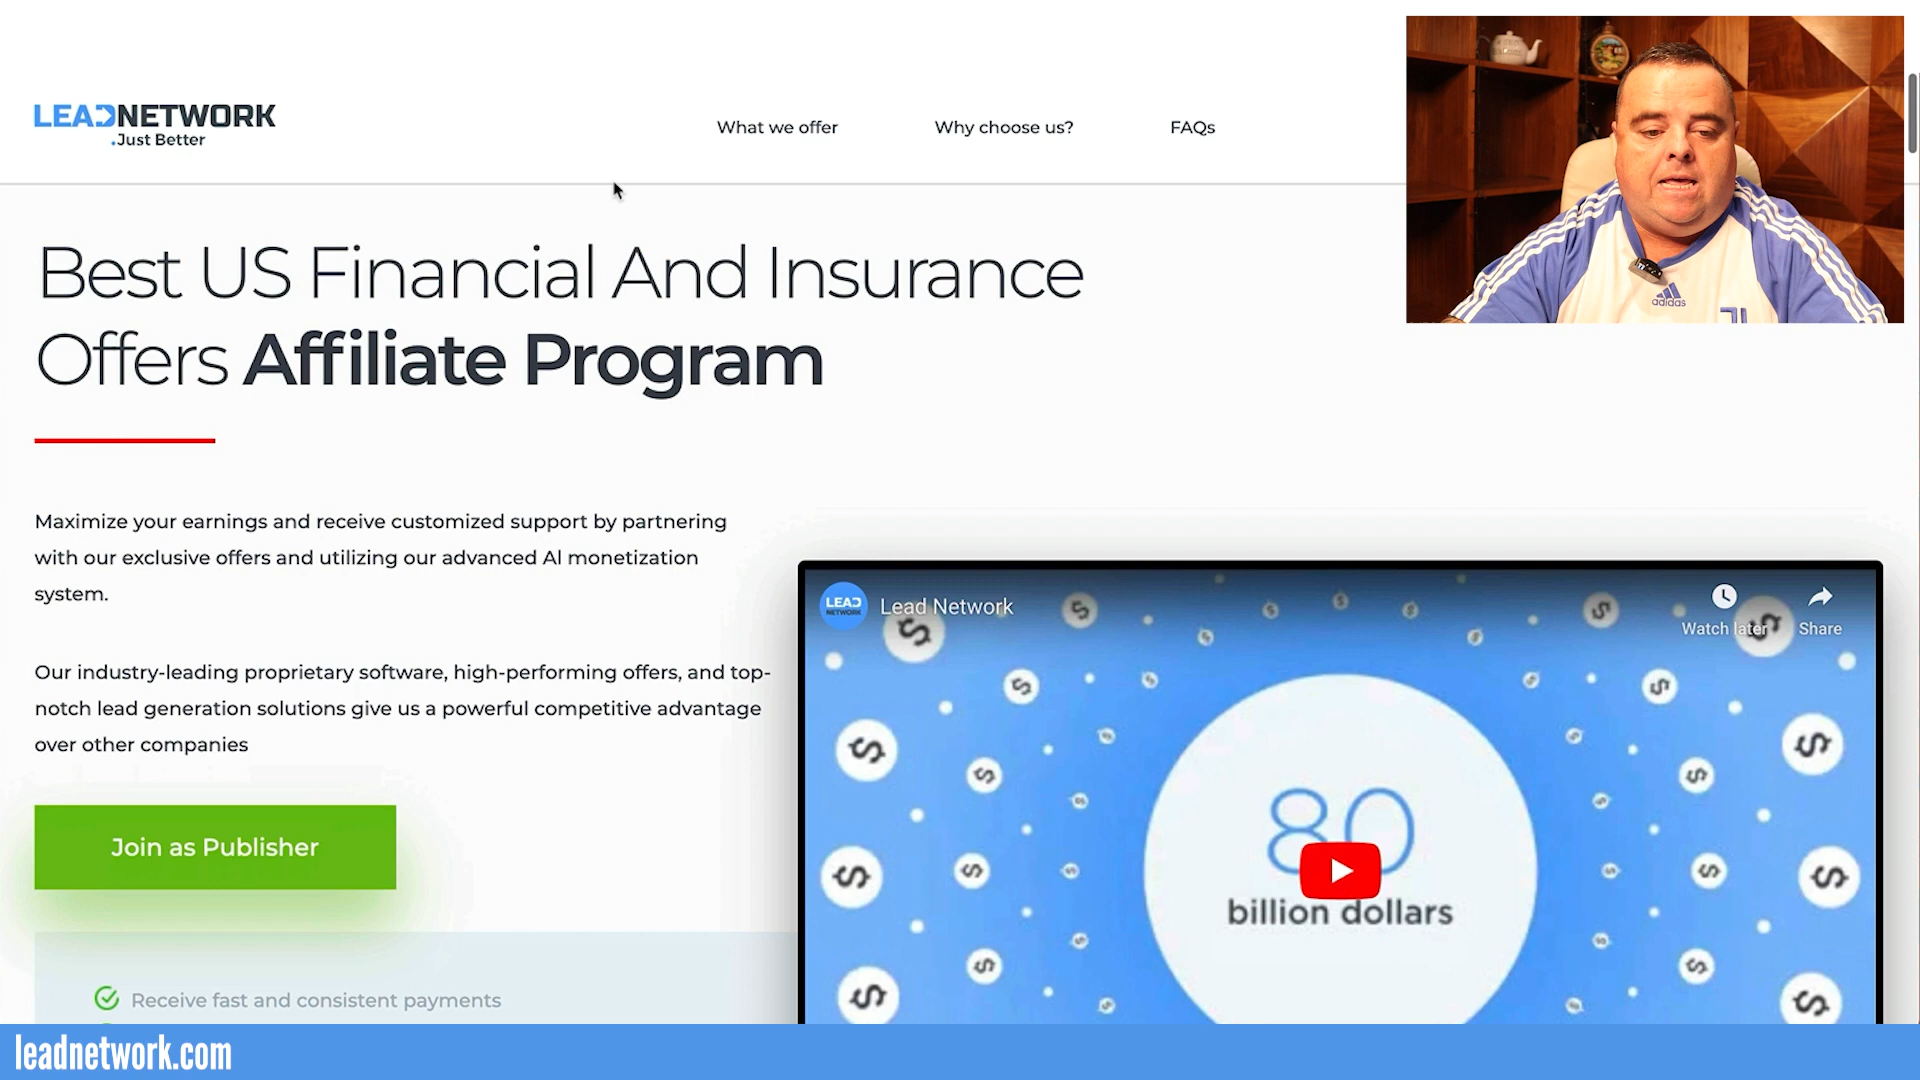 LEADNETWORK
.Just Better
What we offer
Why choose us?
FAQs
Best US Financial And Insurance
Offers Affiliate Program
adidas
Maximize your earnings and receive customized support by partnering
with our exclusive offers and utilizing our advanced AI monetization
system.
Our industry-leading proprietary software, high-performing offers, and top-
notch lead generation solutions give us a powerful competitive advantage
over other companies
Join as Publisher
Receive fast and consistent payments
LEAD
NETWORK
Lead Network
Watch later
Share
80
billion dollars
leadnetwork.com